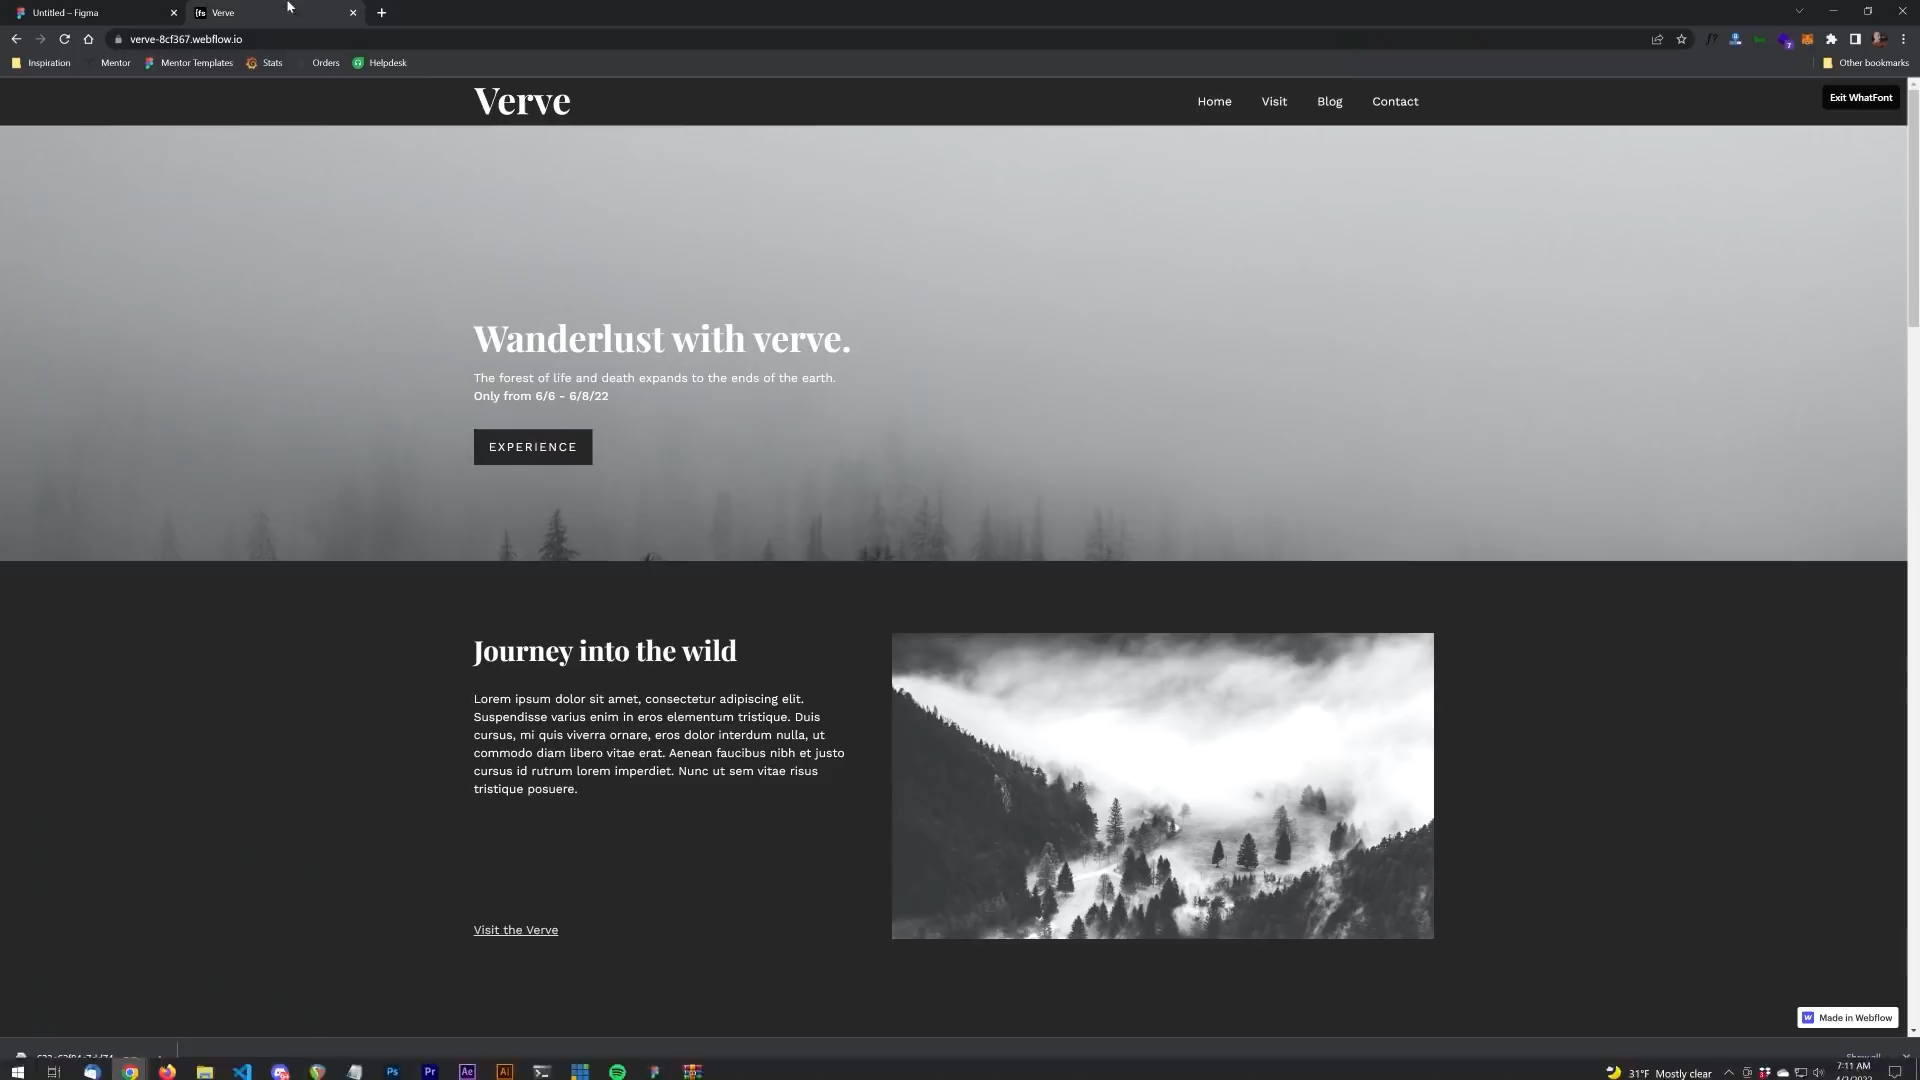 Untitled – Figma
Verve
verve-8cf367.webflow.io
Inspiration
Mentor
Mentor Templates
Stats
Orders
Helpdesk
Other bookmarks
Verve
Home
Visit
Blog
Contact
Exit WhatFont
Wanderlust with verve.
The forest of life and death expands to the ends of the earth.
Only from 6/6 - 6/8/22
EXPERIENCE
Journey into the wild
Lorem ipsum dolor sit amet, consectetur adipiscing elit.
Suspendisse varius enim in eros elementum tristique. Duis
cursus, mi quis viverra ornare, eros dolor interdum nulla, ut
commodo diam libero vitae erat. Aenean faucibus nibh et justo
cursus id rutrum lorem imperdiet. Nunc ut sem vitae risus
tristique posuere.
Visit the Verve
Made in Webflow
31°F Mostly clear
7:11 AM